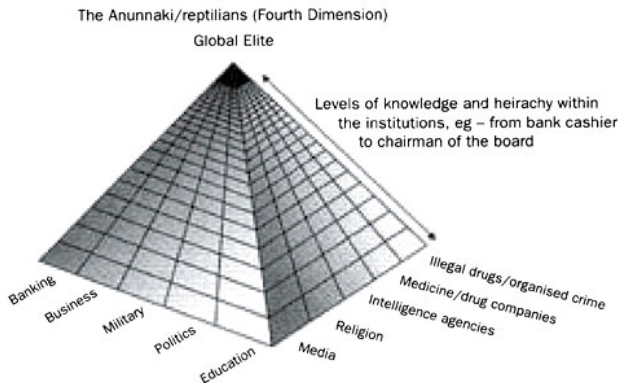 The Anunnaki/reptilians (Fourth Dimension)
Global Elite
Levels of knowledge and heirachy within
the institutions, eg – from bank cashier
to chairman of the board
Banking
Business
Military
Politics
Education
Media
Religion
Intelligence agencies
Medicine/drug companies
Illegal drugs/organised crime